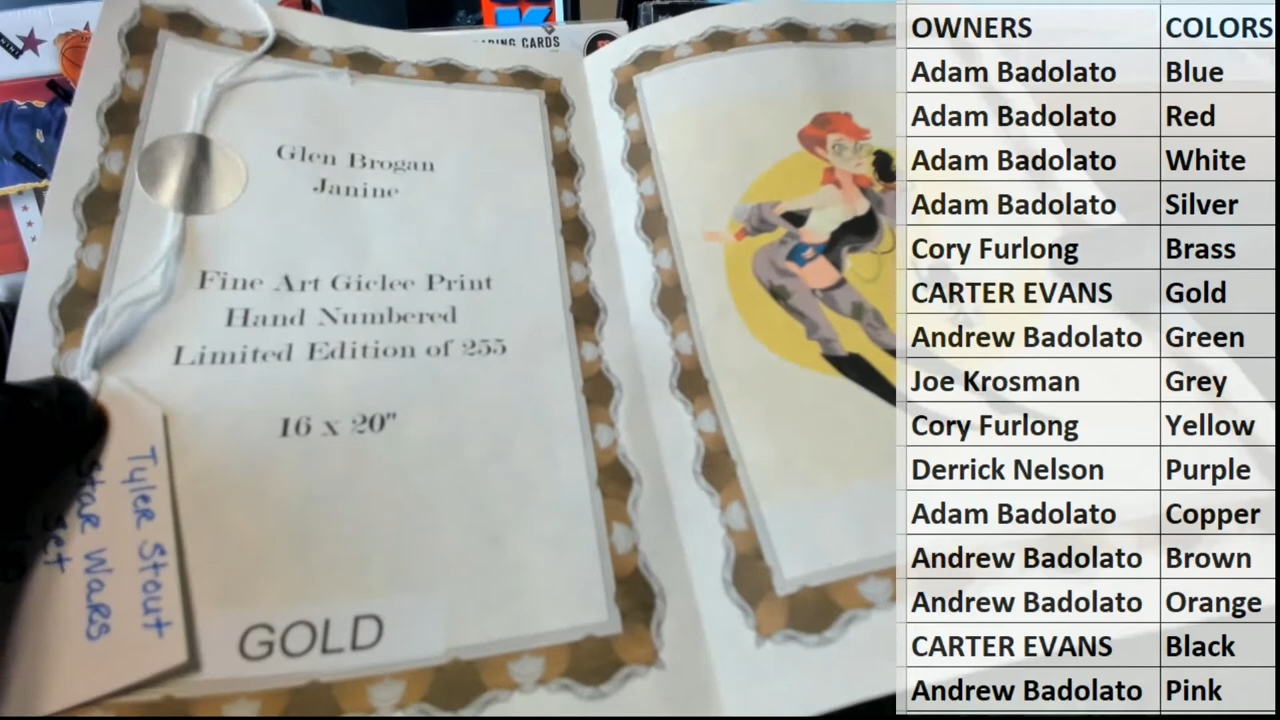 ADING CARDS
Glen Brogan
Janine
Fine Art Giclee Print
Hand Numbered
Limited Edition of 255
16 x 20"
GOLD
Tyler Stout
Star Wars
Set
OWNERS COLORS
Adam Badolato Blue
Adam Badolato Red
Adam Badolato White
Adam Badolato Silver
Cory Furlong Brass
CARTER EVANS Gold
Andrew Badolato Green
Joe Krosman Grey
Cory Furlong Yellow
Derrick Nelson Purple
Adam Badolato Copper
Andrew Badolato Brown
Andrew Badolato Orange
CARTER EVANS Black
Andrew Badolato Pink